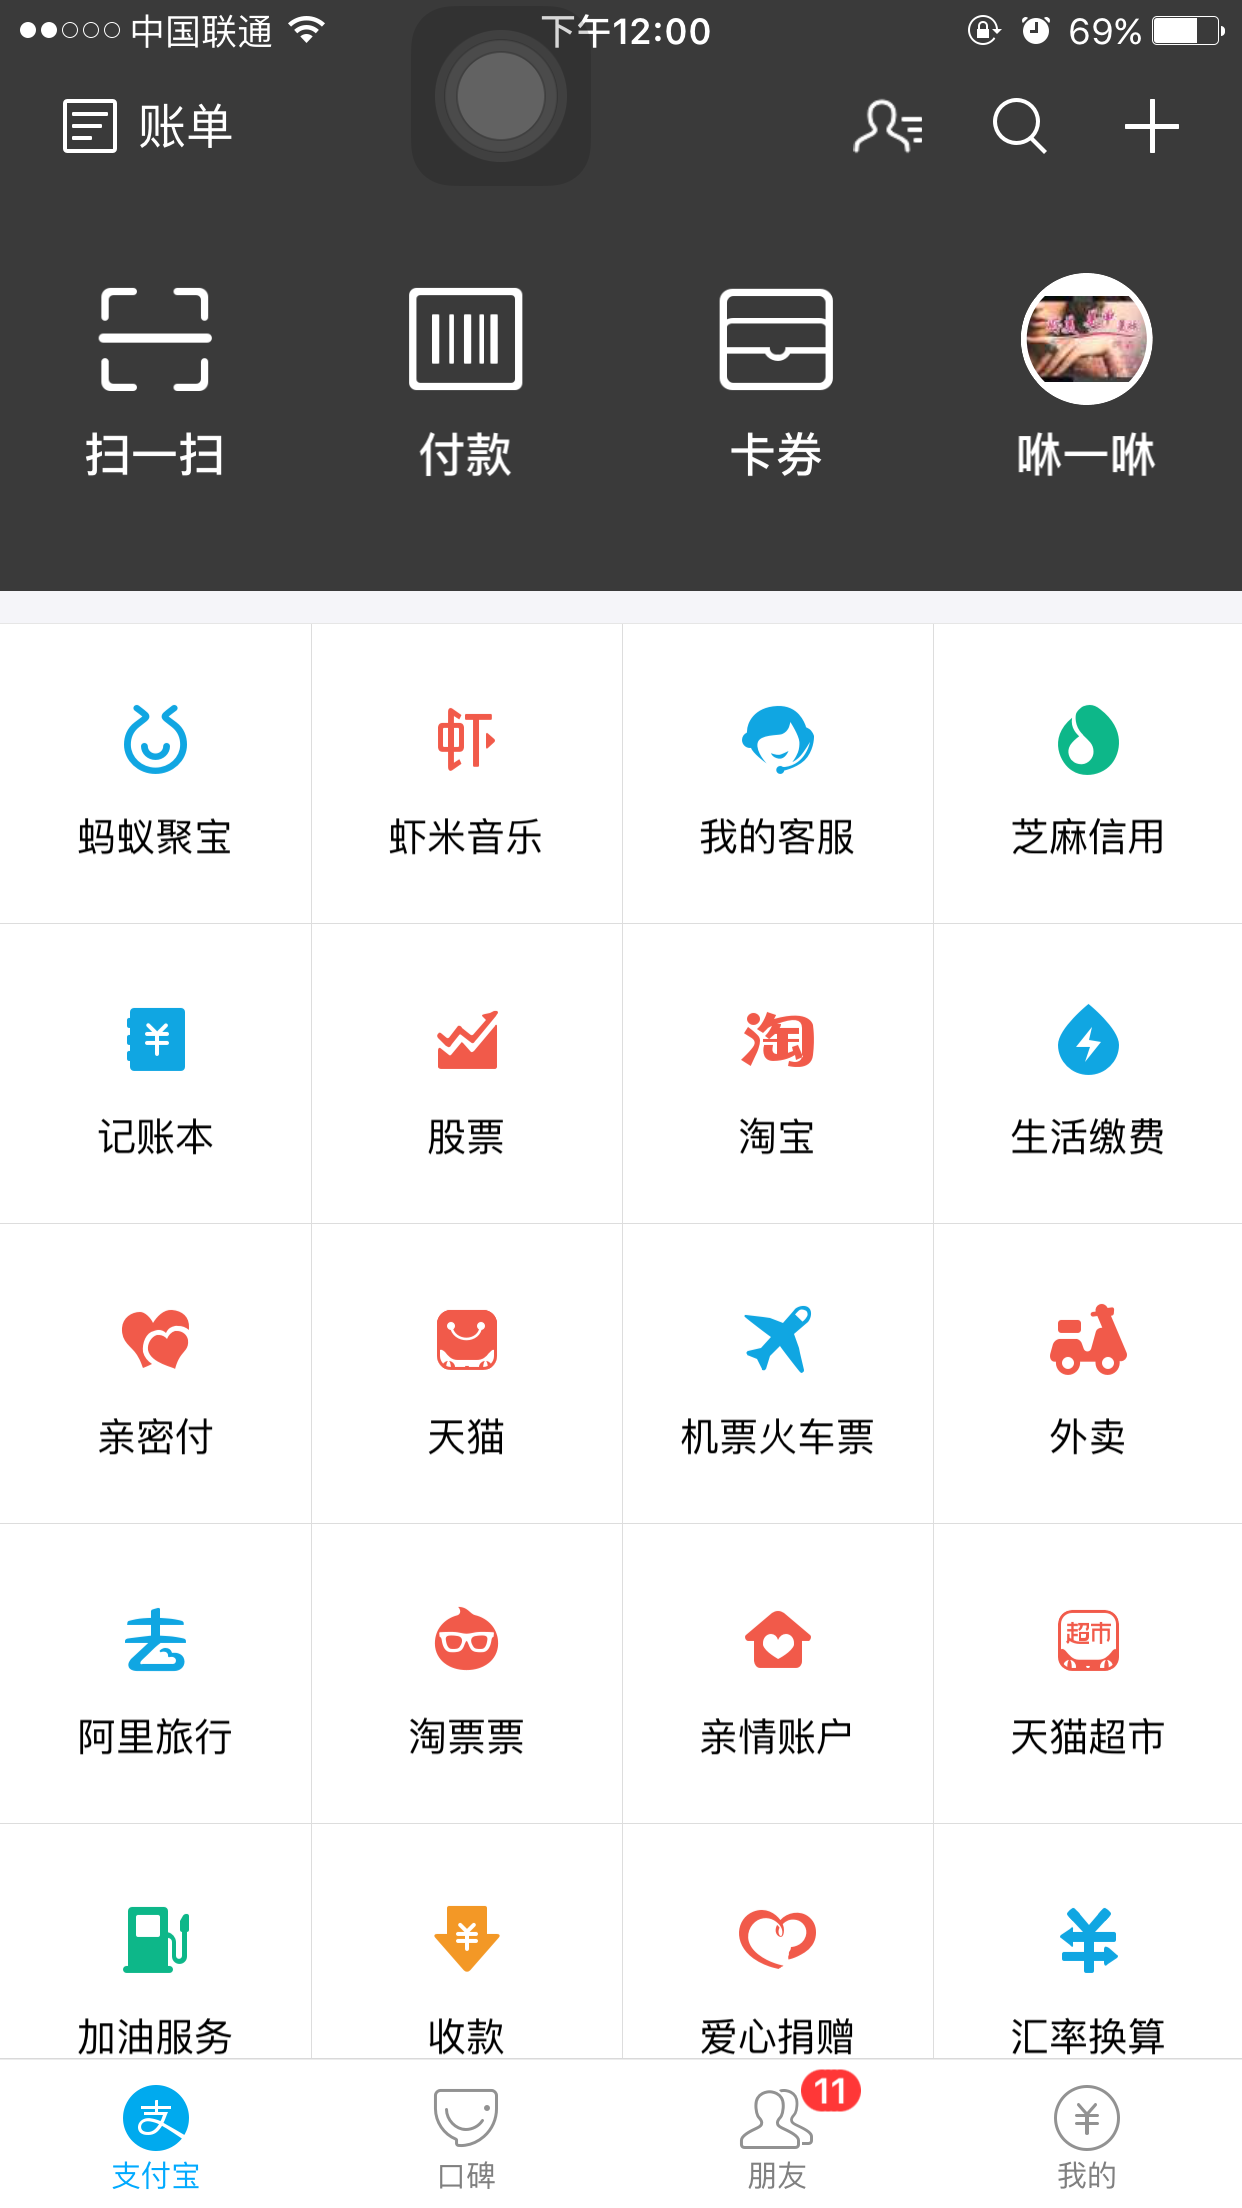 中国联通 下午12:00 69%
账单
扫一扫 付款 卡券 咻一咻
虾
蚂蚁聚宝 虾米音乐 我的客服 芝麻信用
¥ 淘
记账本 股票 淘宝 生活缴费
亲密付 天猫 机票火车票 外卖
去 超市
阿里旅行 淘票票 亲情账户 天猫超市
¥
加油服务 收款 爱心捐赠 汇率换算
支 11 ¥
支付宝 口碑 朋友 我的